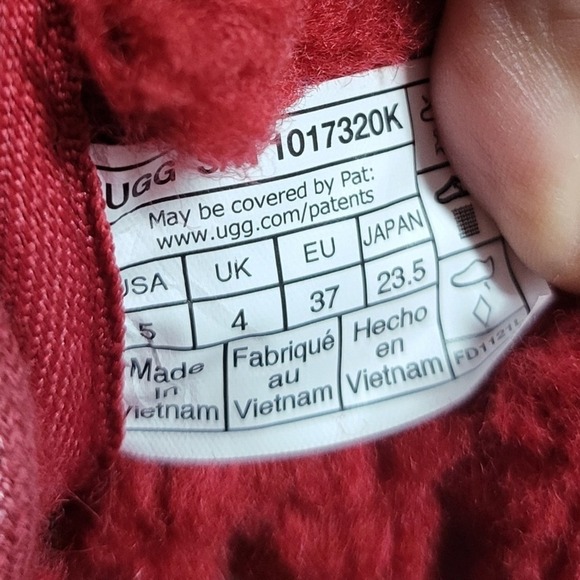 UGG 1017320K
May be covered by Pat:
www.ugg.com/patents
USA UK EU JAPAN
5 4 37 23.5
Made in Vietnam
Fabriqué au Vietnam
Hecho en Vietnam